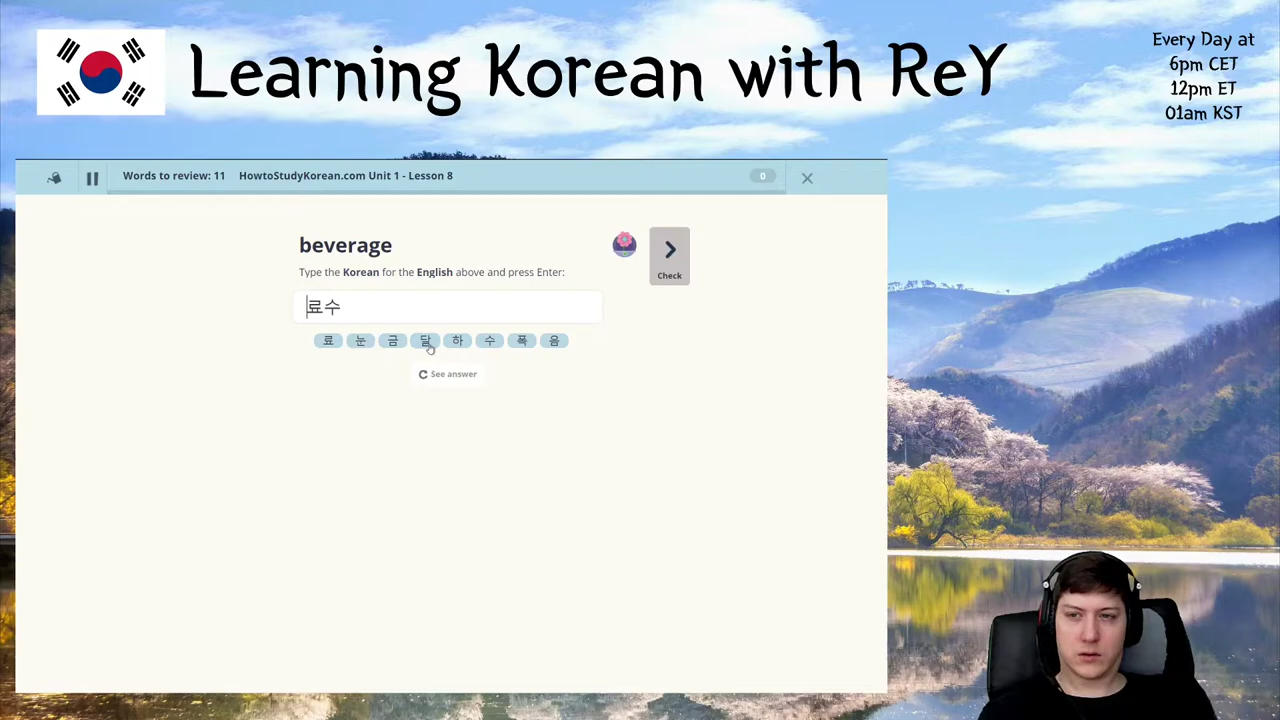 Learning Korean with ReY
Every Day at
6pm CET
12pm ET
01am KST
Words to review: 11 HowtoStudyKorean.com Unit 1 - Lesson 8
0
beverage
Type the Korean for the English above and press Enter:
Check
료수
료 눈 금 달 하 수 폭 음
See answer